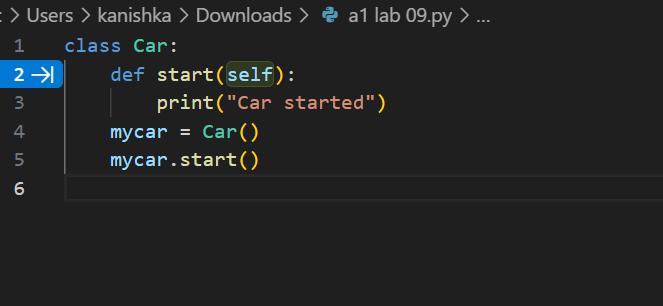 Users > kanishka > Downloads > a1 lab 09.py > ...
1 class Car:
2     def start(self):
3         print("Car started")
4     mycar = Car()
5     mycar.start()
6